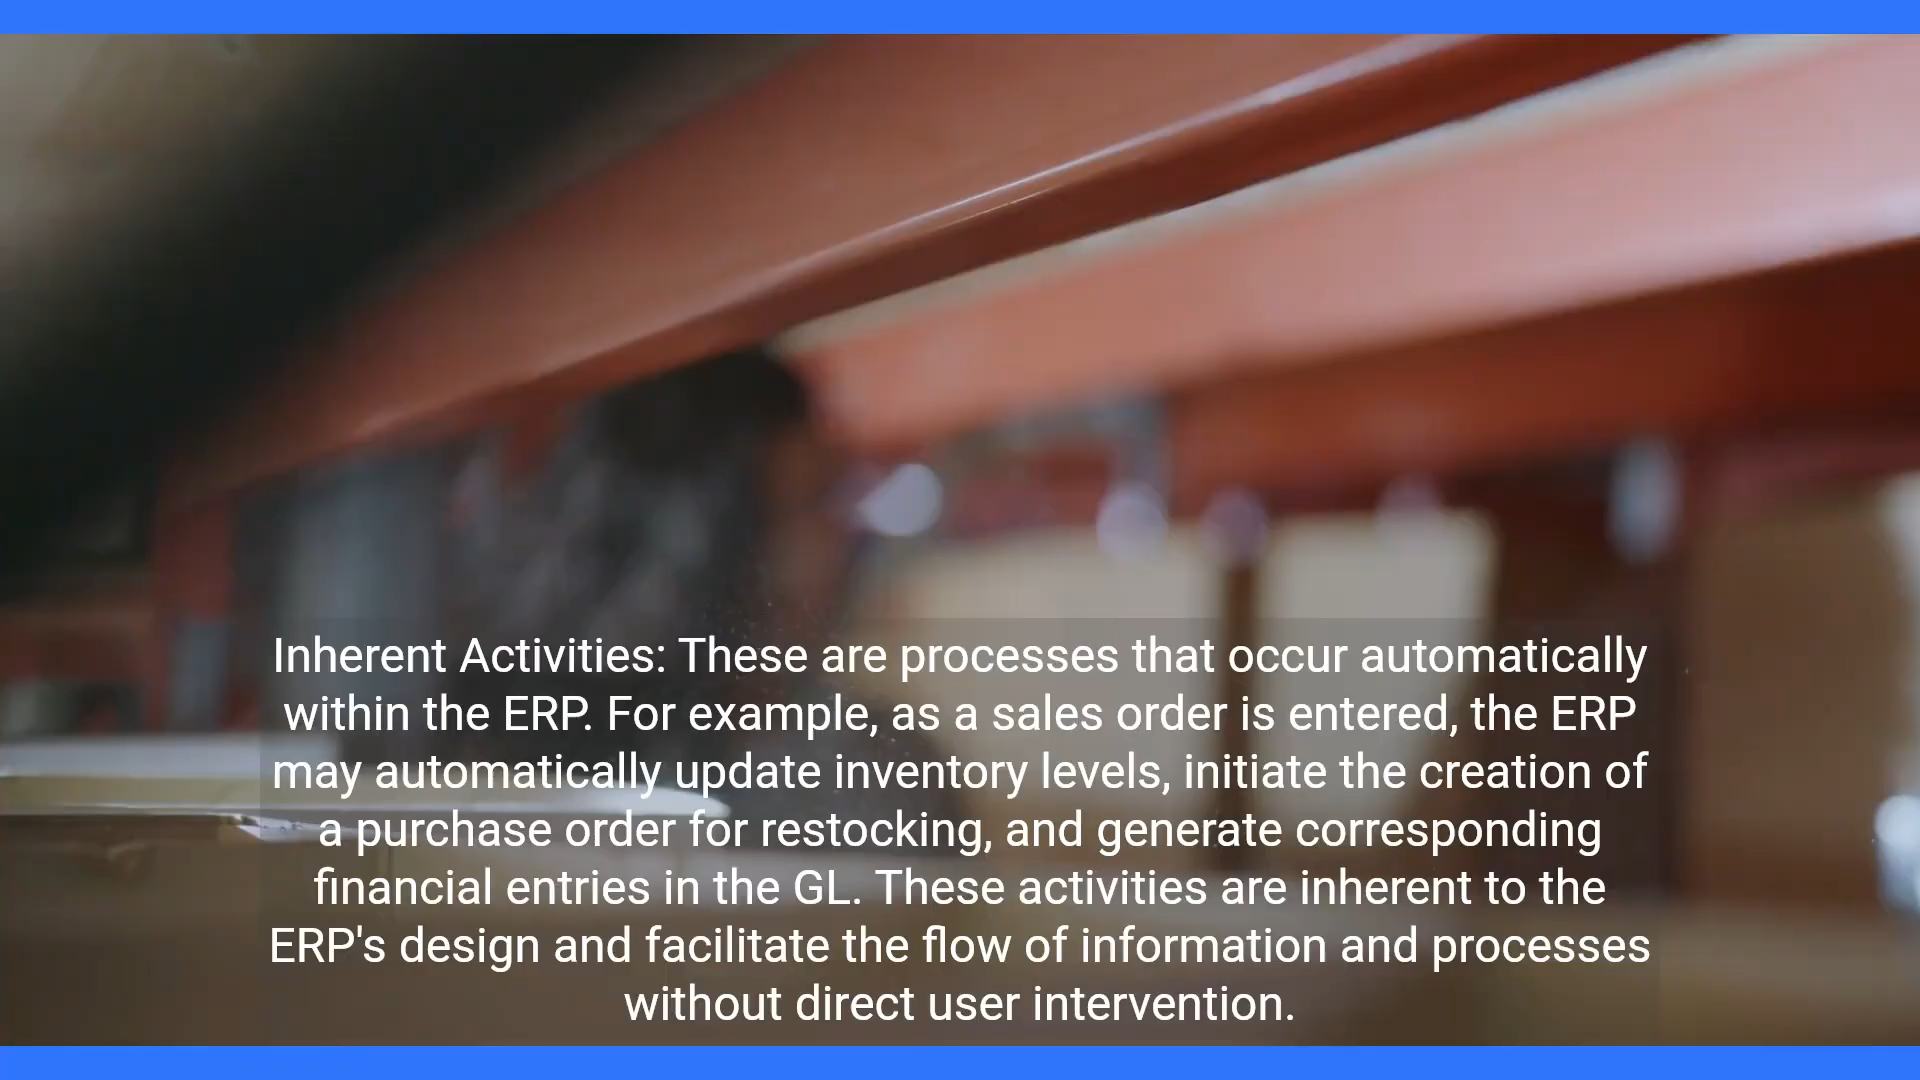 Inherent Activities: These are processes that occur automatically
within the ERP. For example, as a sales order is entered, the ERP
may automatically update inventory levels, initiate the creation of
a purchase order for restocking, and generate corresponding
financial entries in the GL. These activities are inherent to the
ERP's design and facilitate the flow of information and processes
without direct user intervention.